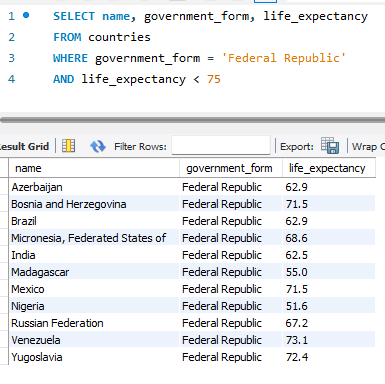 1 SELECT name, government_form, life_expectancy
2 FROM countries
3 WHERE government_form = 'Federal Republic'
4 AND life_expectancy < 75
Result Grid Filter Rows: Export: Wrap C
name government_form life_expectancy
Azerbaijan Federal Republic 62.9
Bosnia and Herzegovina Federal Republic 71.5
Brazil Federal Republic 62.9
Micronesia, Federated States of Federal Republic 68.6
India Federal Republic 62.5
Madagascar Federal Republic 55.0
Mexico Federal Republic 71.5
Nigeria Federal Republic 51.6
Russian Federation Federal Republic 67.2
Venezuela Federal Republic 73.1
Yugoslavia Federal Republic 72.4